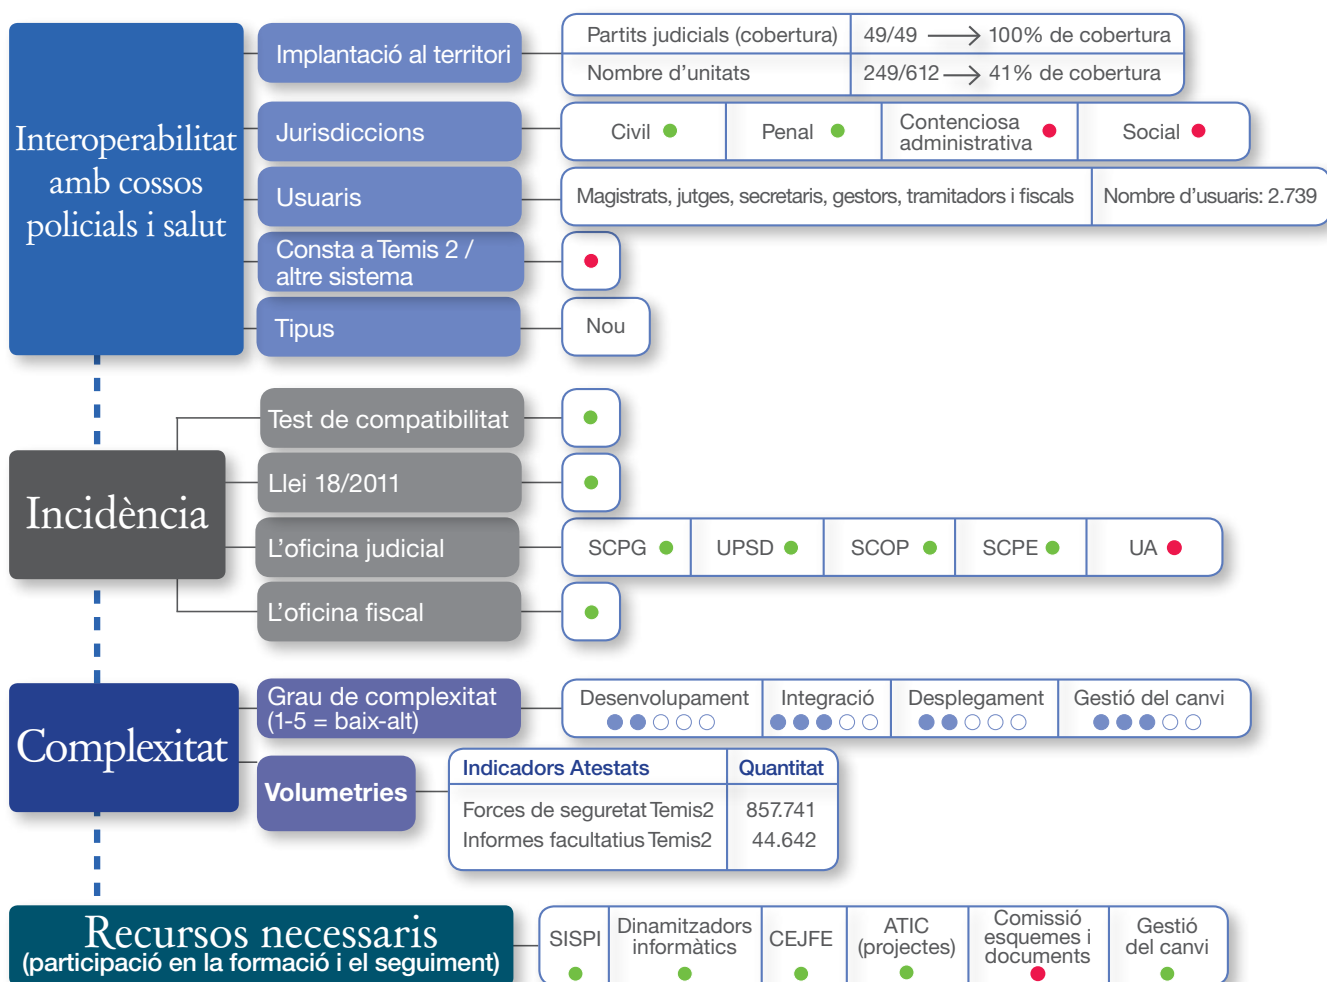 Interoperabilitat
amb cossos
policials i salut
Implantació al territori
Partits judicials (cobertura) 49/49 → 100% de cobertura
Nombre d'unitats 249/612 → 41% de cobertura
Jurisdiccions
Civil
Penal
Contenciosa
administrativa
Social
Usuaris
Magistrats, jutges, secretaris, gestors, tramitadors i fiscals
Nombre d'usuaris: 2.739
Consta a Temis 2 /
altre sistema
Tipus
Nou
Incidència
Test de compatibilitat
Llei 18/2011
L'oficina judicial
SCPG
UPSD
SCOP
SCPE
UA
L'oficina fiscal
Complexitat
Grau de complexitat
(1-5 = baix-alt)
Desenvolupament
Integració
Desplegament
Gestió del canvi
Volumetries
Indicadors Atestats Quantitat
Forces de seguretat Temis2 857.741
Informes facultatius Temis2 44.642
Recursos necessaris
(participació en la formació i el seguiment)
SISPI
Dinamitzadors
informàtics
CEJFE
ATIC
(projectes)
Comissió
esquemes i
documents
Gestió
del canvi